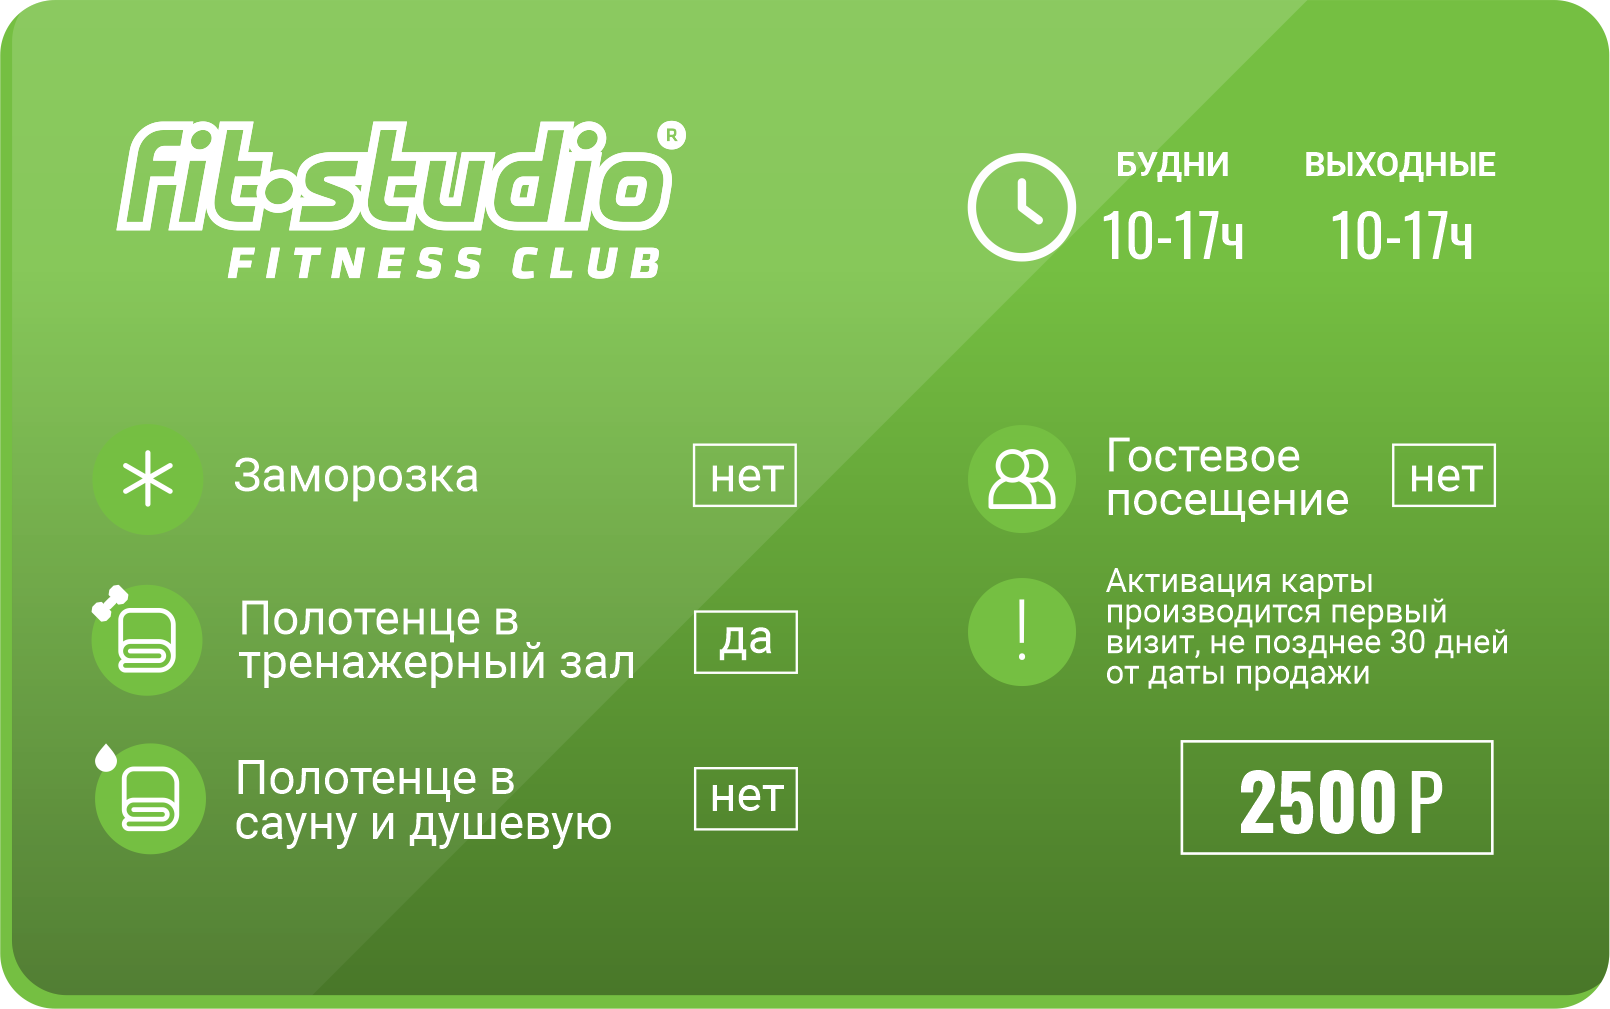 fit·studio®
FITNESS CLUB
БУДНИ
10-17ч
ВЫХОДНЫЕ
10-17ч
Заморозка
нет
Полотенце в
тренажерный зал
да
Полотенце в
сауну и душевую
нет
Гостевое
посещение
нет
Активация карты
производится первый
визит, не позднее 30 дней
от даты продажи
2500 Р